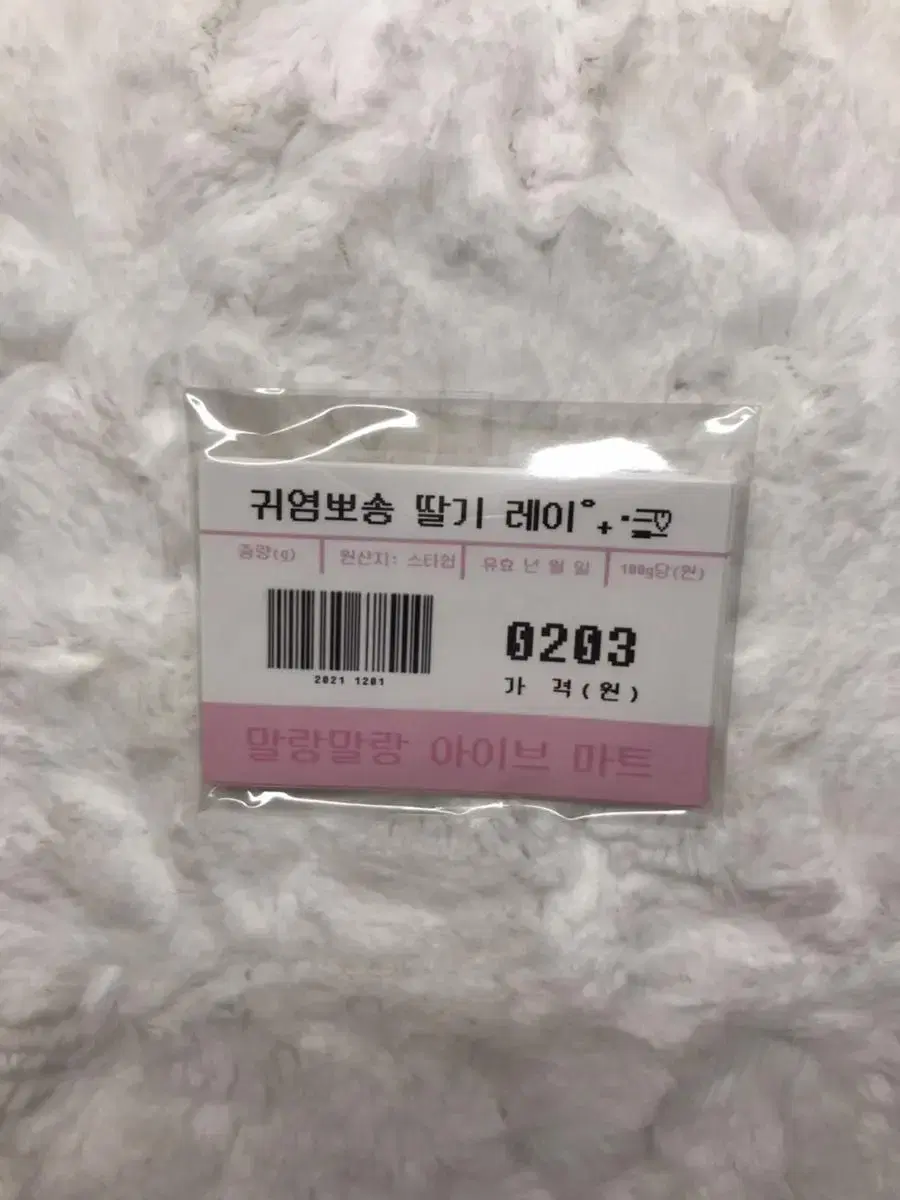 귀염뽀송 딸기 레이˚₊·
중량(g) 원산지: 스타쉽 유효 년 월 일 100g당(원)
2021 1201
0203
가 격(원)
말랑말랑 아이브 마트